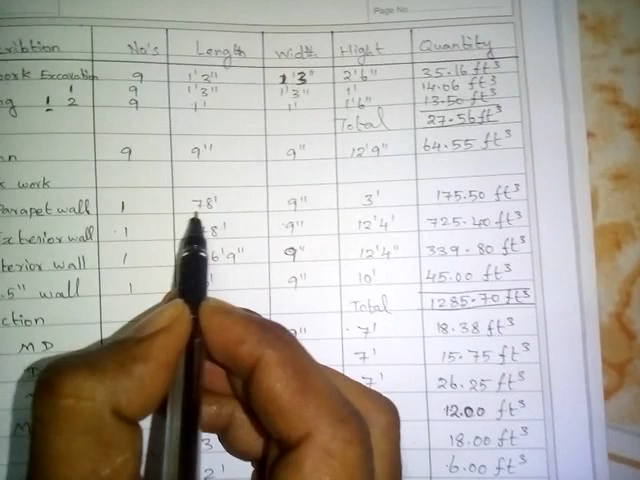 Page No
cribtion No's Length Width Hight Quantity
work Excavation 9 1'3" 1'3" 2'6" 35.16 ft³
1 9 1'3" 1'3" 1' 14.06 ft³
ng 1 2 9 1' 1' 1'6" 13.50 ft³
Total 27.56 ft³
9 9" 9" 12'9" 64.55 ft³
work
Parapet wall 1 78' 9" 3' 175.50 ft³
Exterior wall 1 8' 9" 12'4' 725.40 ft³
terior wall 1 6'9" 9" 12'4" 339.80 ft³
.5" wall 1 9" 10' 45.00 ft³
Total 1285.70 ft³
ction 7' 18.38 ft³
MD 7' 15.75 ft³
7' 26.25 ft³
12.00 ft³
3 18.00 ft³
2' 6.00 ft³